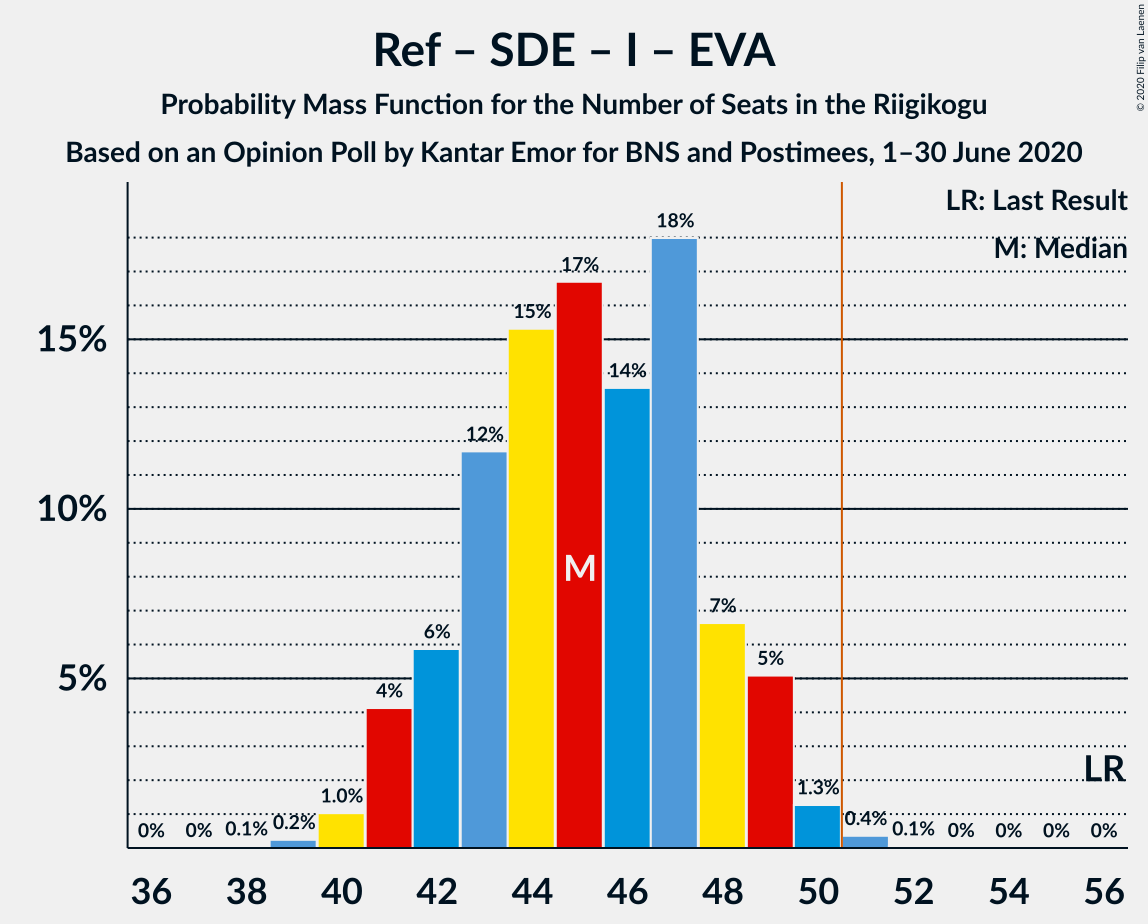 Ref – SDE – I – EVA
Probability Mass Function for the Number of Seats in the Riigikogu
Based on an Opinion Poll by Kantar Emor for BNS and Postimees, 1–30 June 2020
© 2020 Filip van Laenen
LR: Last Result
M: Median
15%
10%
5%
0% 0% 0.1% 0.2% 1.0% 4% 6% 12% 15% 17% 14% 18% 7% 5% 1.3% 0.4% 0.1% 0% 0% 0% 0%
M
LR
36 38 40 42 44 46 48 50 52 54 56